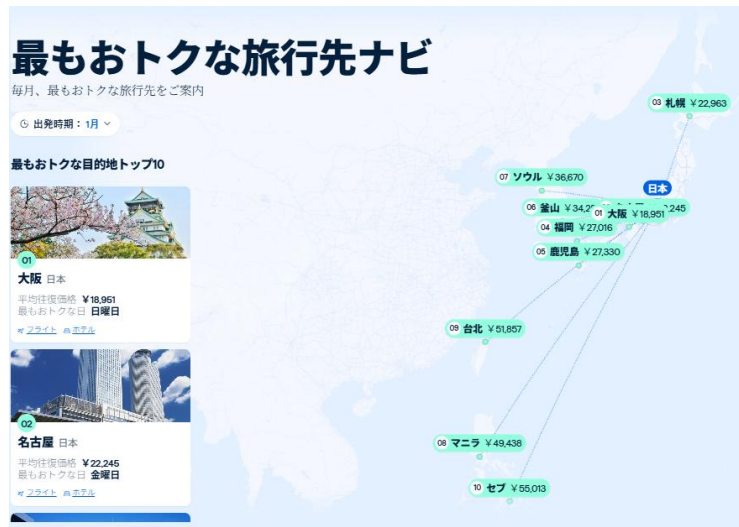 最もおトクな旅行先ナビ
毎月、最もおトクな旅行先をご案内
出発時期： 1月
最もおトクな目的地トップ10
01
大阪 日本
平均往復価格 ￥18,951
最もおトクな日 日曜日
フライト ホテル
02
名古屋 日本
平均往復価格 ￥22,245
最もおトクな日 金曜日
フライト ホテル
03 札幌 ￥22,963
07 ソウル ￥36,670
日本
06 釜山 ￥34,2
245
01 大阪 ￥18,951
04 福岡 ￥27,016
05 鹿児島 ￥27,330
09 台北 ￥51,857
08 マニラ ￥49,438
10 セブ ￥55,013